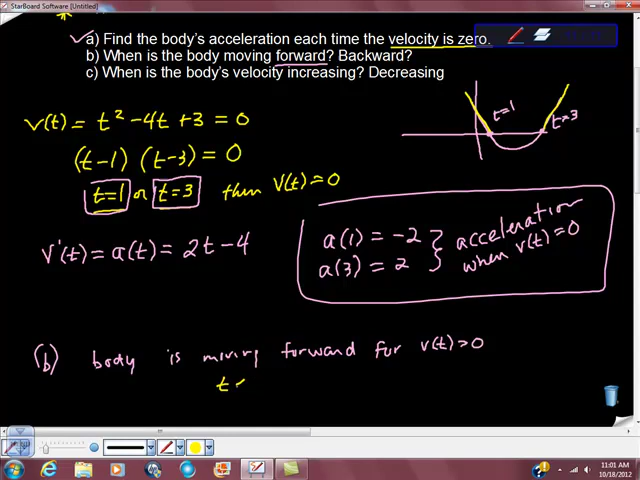 StarBoard Software [Untitled]
a) Find the body's acceleration each time the velocity is zero.
b) When is the body moving forward? Backward?
c) When is the body's velocity increasing? Decreasing
v(t) = t² -4t +3 = 0
(t-1) (t-3) = 0
t=1 or t=3 then v(t)=0
t=1
t=3
v'(t) = a(t) = 2t-4
a(1) = -2
a(3) = 2
acceleration
when v(t)=0
(b) body is moving forward for v(t)>0
t <
11:01 AM
10/18/2012